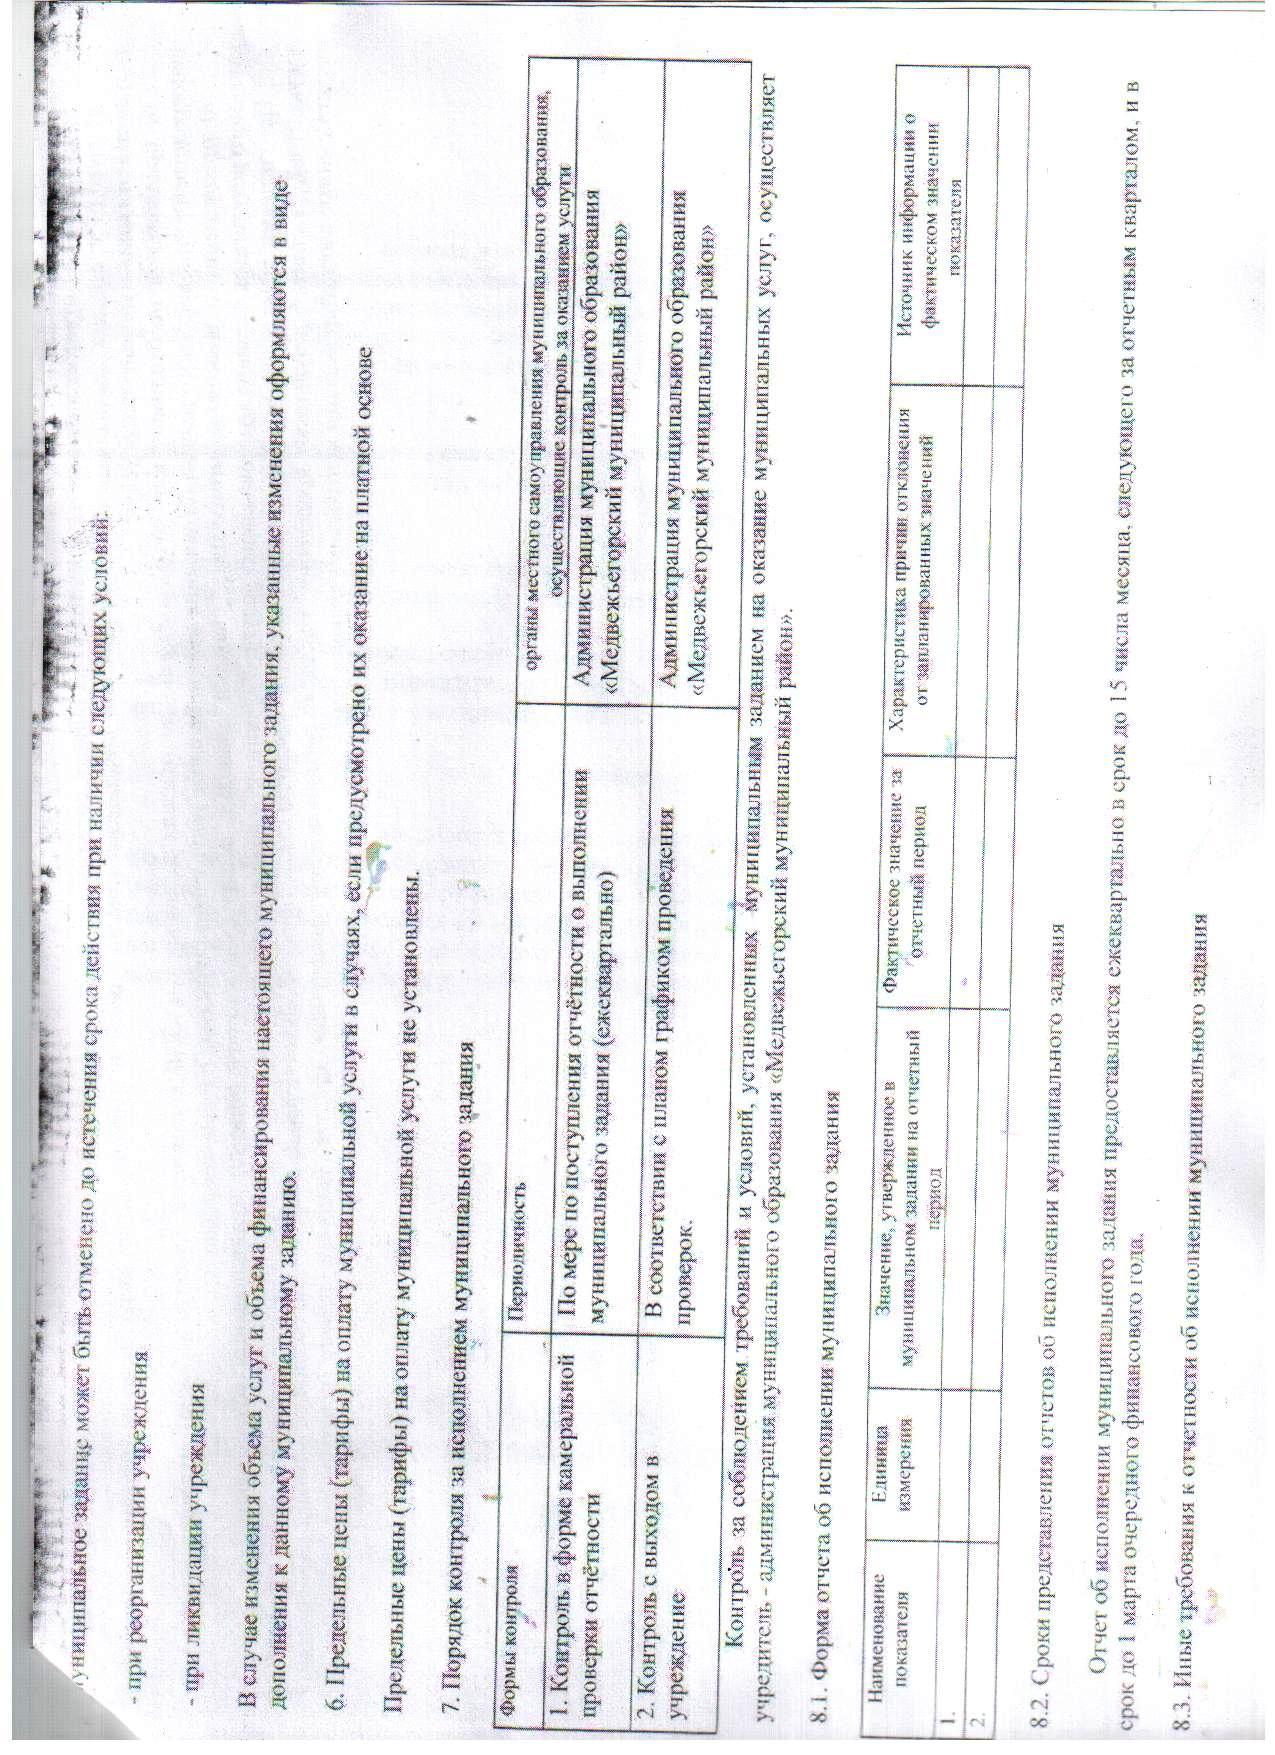 униципальное задание может быть отменено до истечения срока действия при наличии следующих условий:
- при реорганизации учреждения
- при ликвидации учреждения
В случае изменения объема услуг и объема финансирования настоящего муниципального задания, указанные изменения оформляются в виде
дополнения к данному муниципальному заданию.
6. Предельные цены (тарифы) на оплату муниципальной услуги в случаях, если предусмотрено их оказание на платной основе
Предельные цены (тарифы) на оплату муниципальной услуги не установлены.
7. Порядок контроля за исполнением муниципального задания
Формы контроля
Периодичность
органы местного самоуправления муниципального образования,
осуществляющие контроль за оказанием услуги
1. Контроль в форме камеральной
проверки отчётности
По мере по поступления отчётности о выполнении
муниципального задания (ежеквартально)
Администрация муниципального образования
«Медвежьегорский муниципальный район»
2. Контроль с выходом в
учреждение
В соответствии с планом графиком проведения
проверок.
Администрация муниципального образования
«Медвежьегорский муниципальный район»
Контроль за соблюдением требований и условий, установленных муниципальным заданием на оказание муниципальных услуг, осуществляет
учредитель - администрация муниципального образования «Медвежьегорский муниципальный район».
8.1. Форма отчета об исполнении муниципального задания
Наименование
показателя
Единица
измерения
Значение, утвержденное в
муниципальном задании на отчетный
период
Фактическое значение за
отчетный период
Характеристика причин отклонения
от запланированных значений
Источник информации о
фактическом значении
показателя
1.
2.
8.2. Сроки представления отчетов об исполнении муниципального задания
Отчет об исполнении муниципального задания предоставляется ежеквартально в срок до 15 числа месяца, следующего за отчетным кварталом, и в
срок до 1 марта очередного финансового года.
8.3. Иные требования к отчетности об исполнении муниципального задания